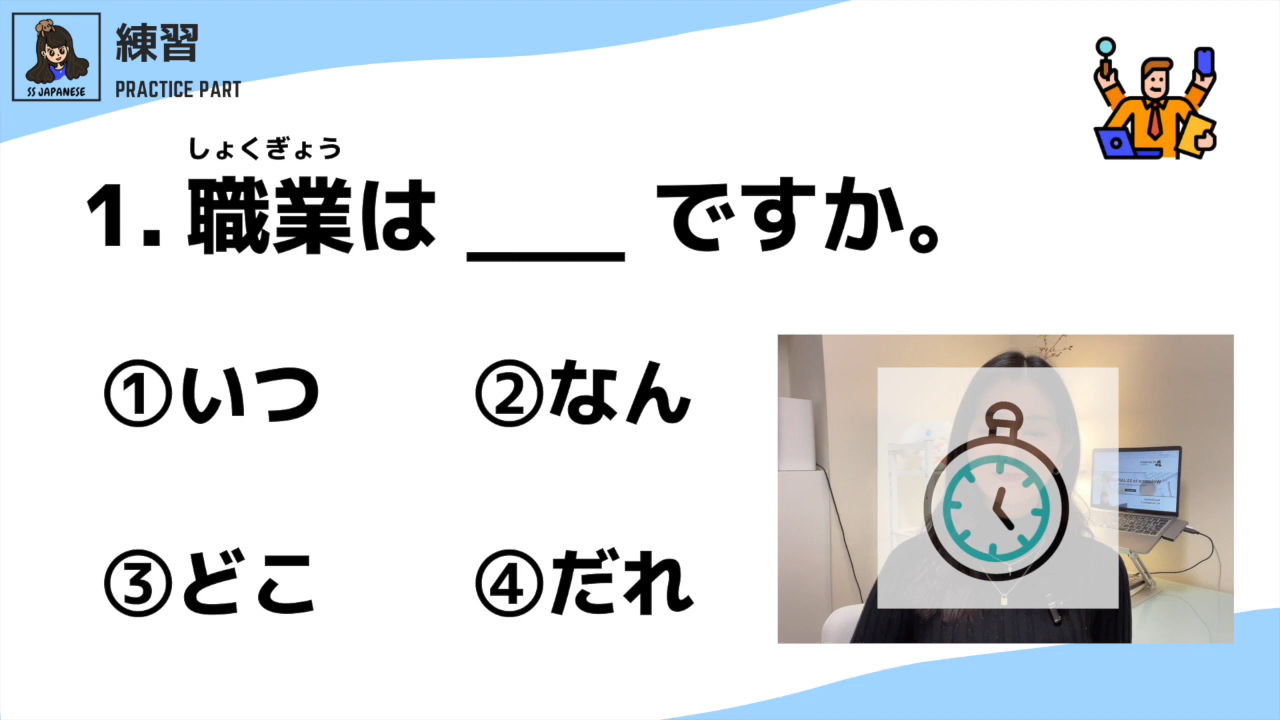 練習
SS JAPANESE
PRACTICE PART
しょくぎょう
1. 職業は ____ ですか。
①いつ ②なん
③どこ ④だれ